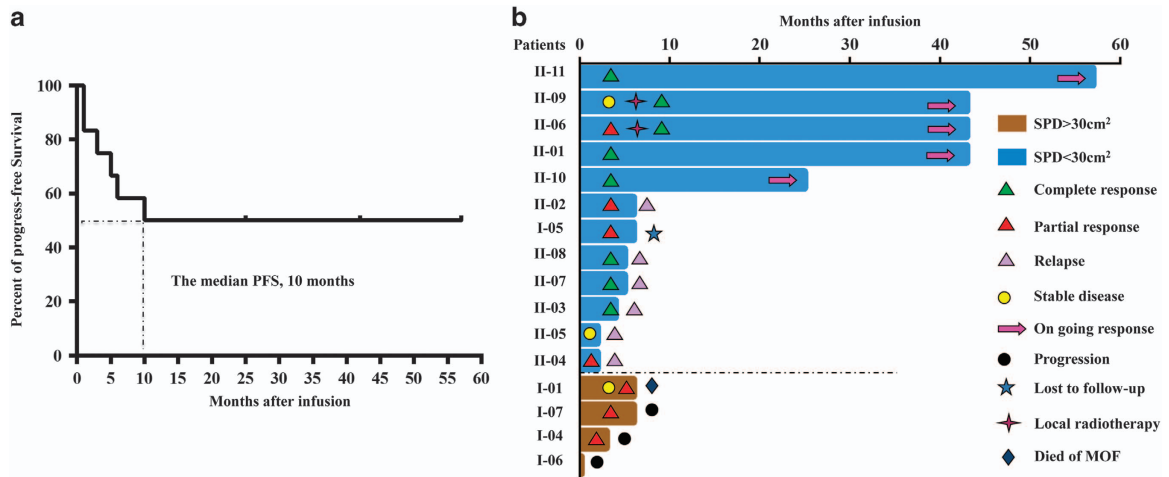 a
Percent of progress-free Survival
100
80
60
40
20
0
The median PFS, 10 months
0 5 10 15 20 25 30 35 40 45 50 55 60
Months after infusion
b
Months after infusion
Patients 0 10 20 30 40 50 60
II-11
II-09
II-06
II-01
II-10
II-02
I-05
II-08
II-07
II-03
II-05
II-04
I-01
I-07
I-04
I-06
SPD>30cm²
SPD<30cm²
Complete response
Partial response
Relapse
Stable disease
On going response
Progression
Lost to follow-up
Local radiotherapy
Died of MOF